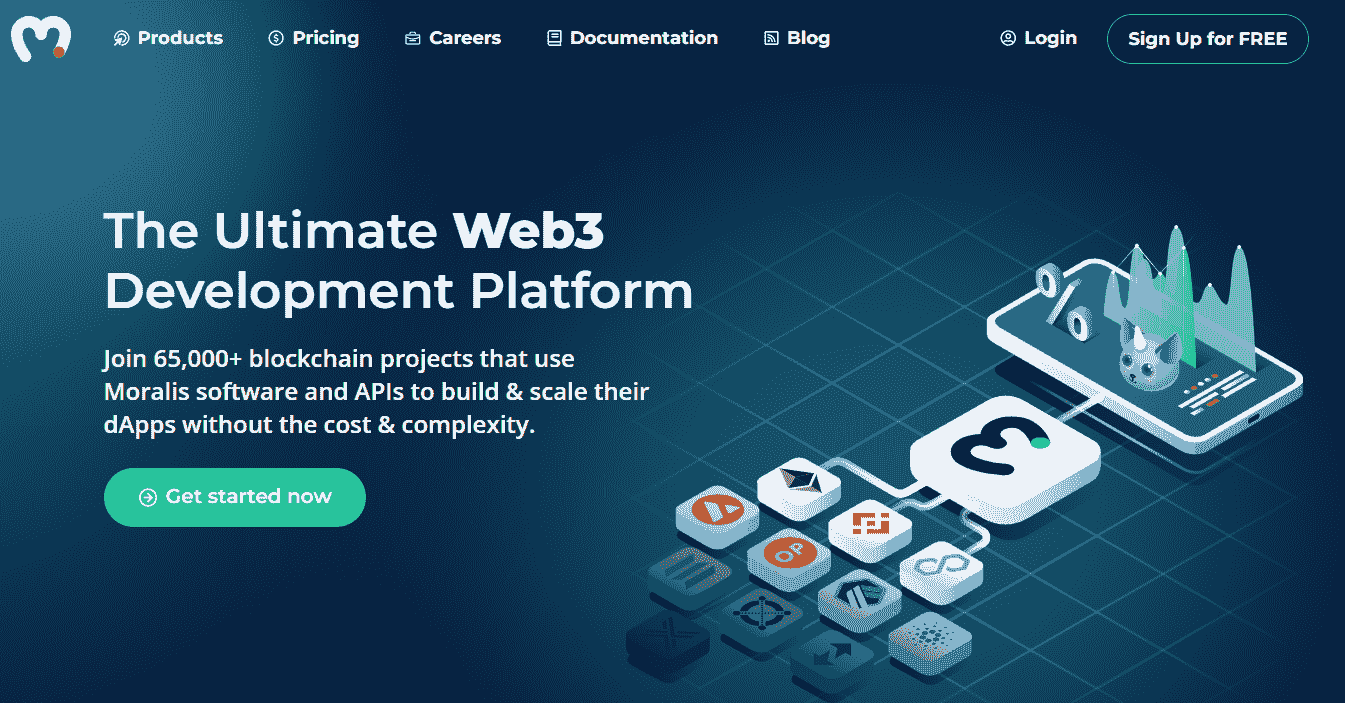 Products
Pricing
Careers
Documentation
Blog
Login
Sign Up for FREE
The Ultimate Web3
Development Platform
Join 65,000+ blockchain projects that use
Moralis software and APIs to build & scale their
dApps without the cost & complexity.
Get started now
%
OP